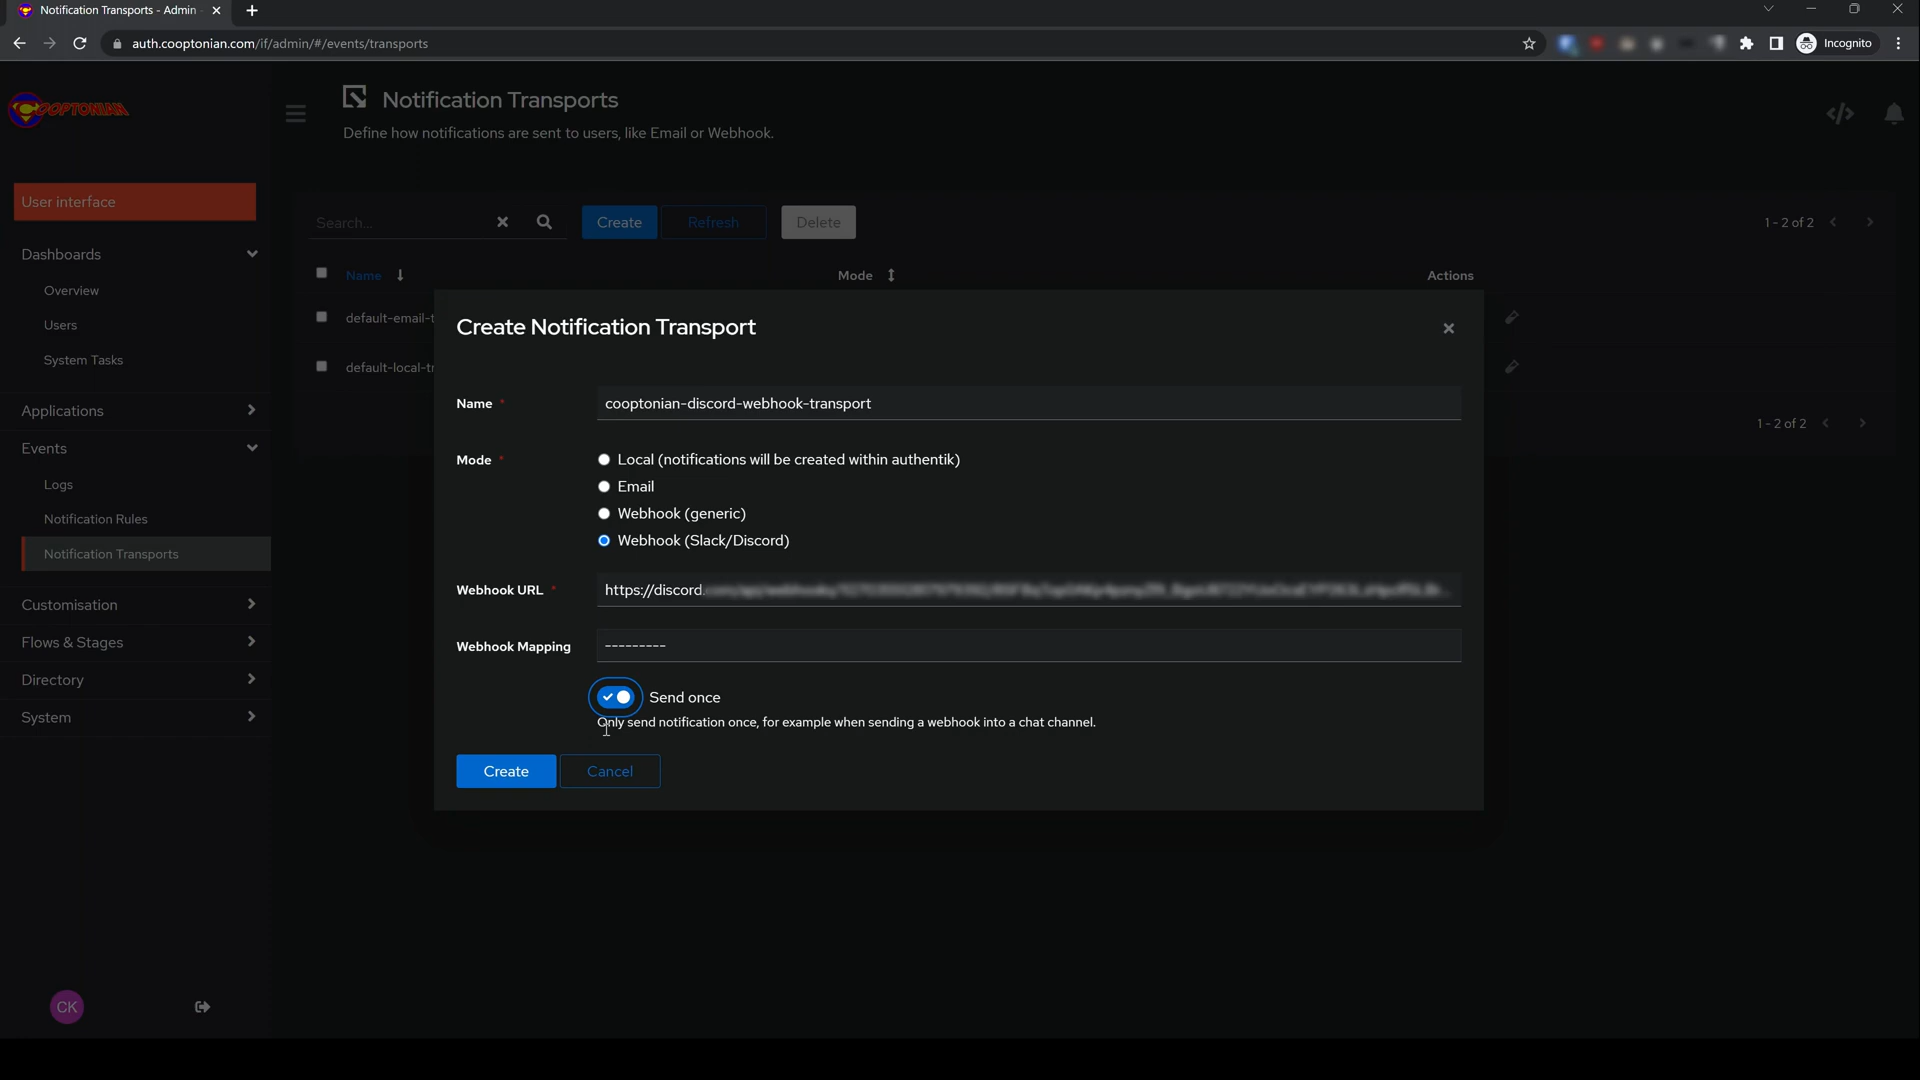 Notification Transports - Admin
auth.cooptonian.com/if/admin/#/events/transports
Incognito
COOPTONIAN
Notification Transports
Define how notifications are sent to users, like Email or Webhook.
User interface
Search...
Create
Refresh
Delete
1 - 2 of 2
Dashboards
Overview
Users
System Tasks
Applications
Events
Logs
Notification Rules
Notification Transports
Customisation
Flows & Stages
Directory
System
CK
Name
Mode
Actions
default-email-t
default-local-tr
1 - 2 of 2
Create Notification Transport
Name *
cooptonian-discord-webhook-transport
Mode *
Local (notifications will be created within authentik)
Email
Webhook (generic)
Webhook (Slack/Discord)
Webhook URL *
https://discord.
Webhook Mapping
---------
Send once
Only send notification once, for example when sending a webhook into a chat channel.
Create
Cancel